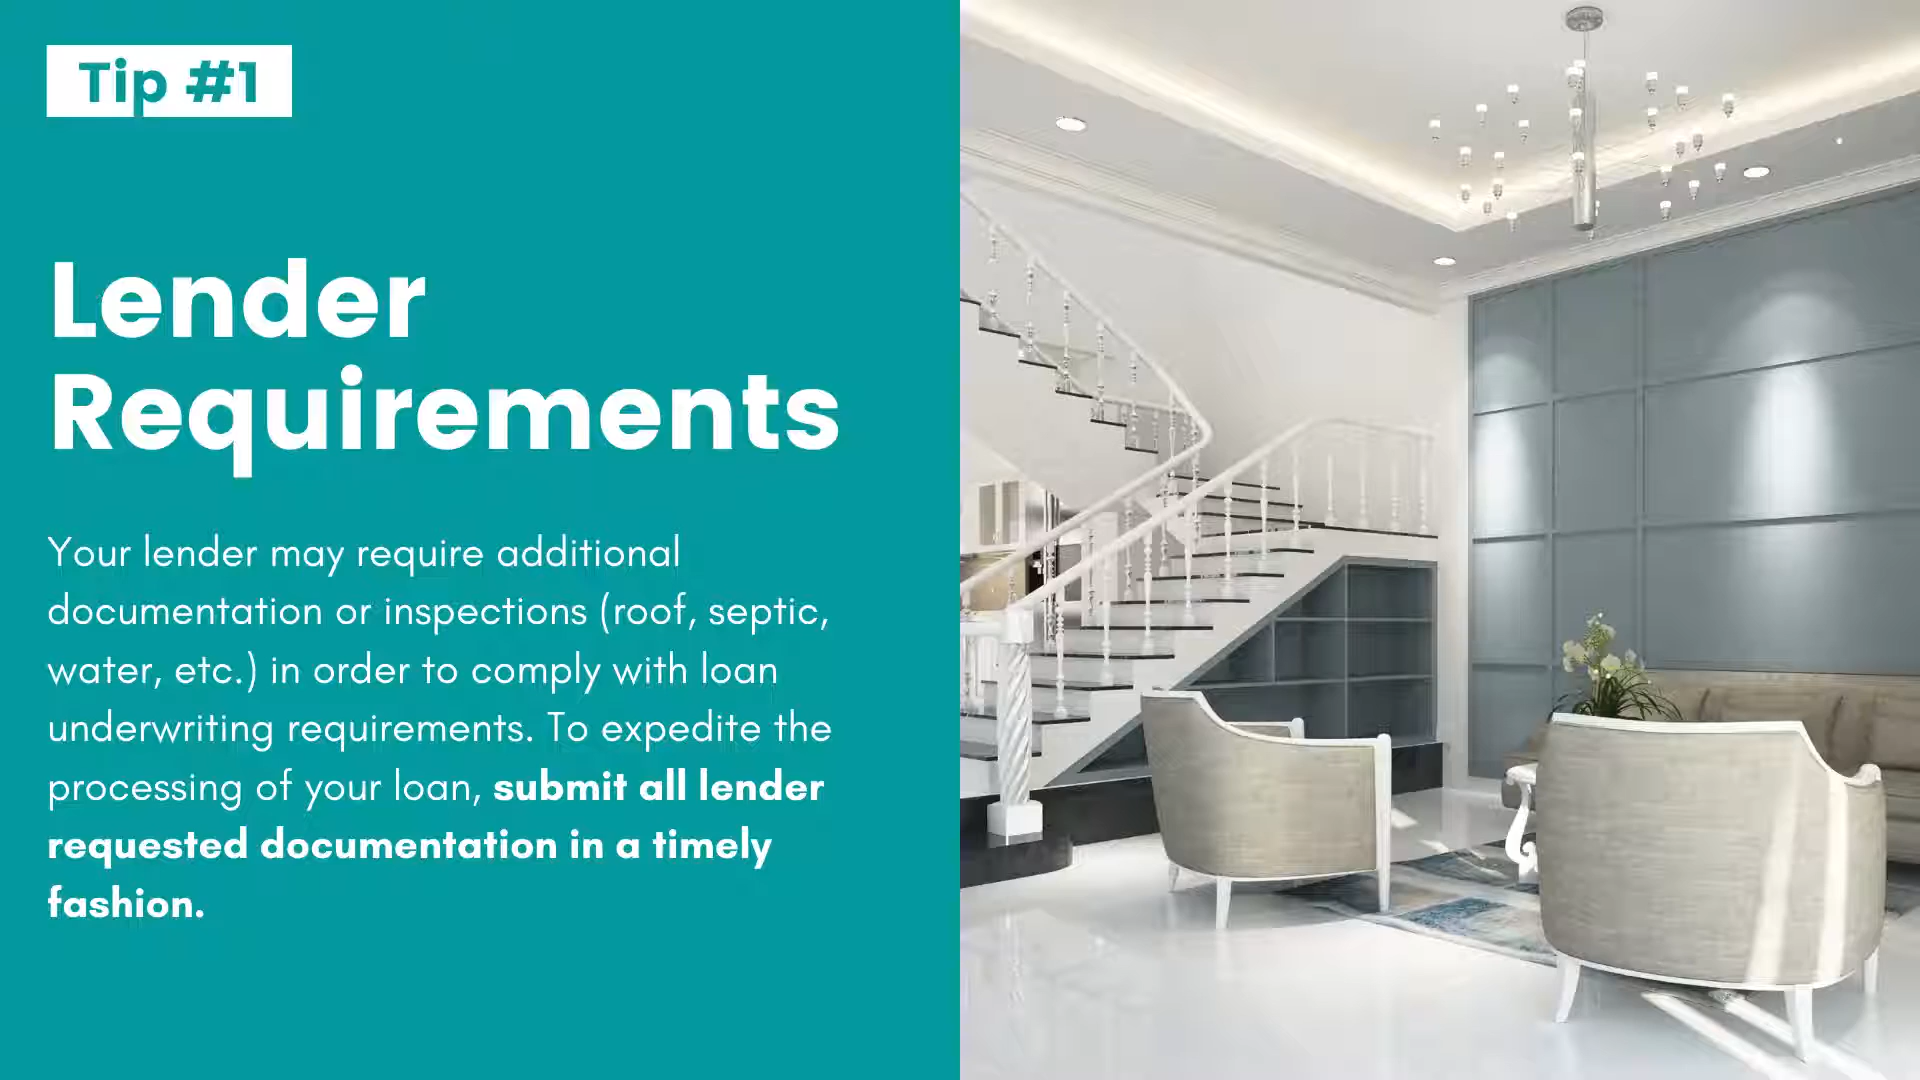 Tip #1
Lender
Requirements
Your lender may require additional
documentation or inspections (roof, septic,
water, etc.) in order to comply with loan
underwriting requirements. To expedite the
processing of your loan, submit all lender
requested documentation in a timely
fashion.